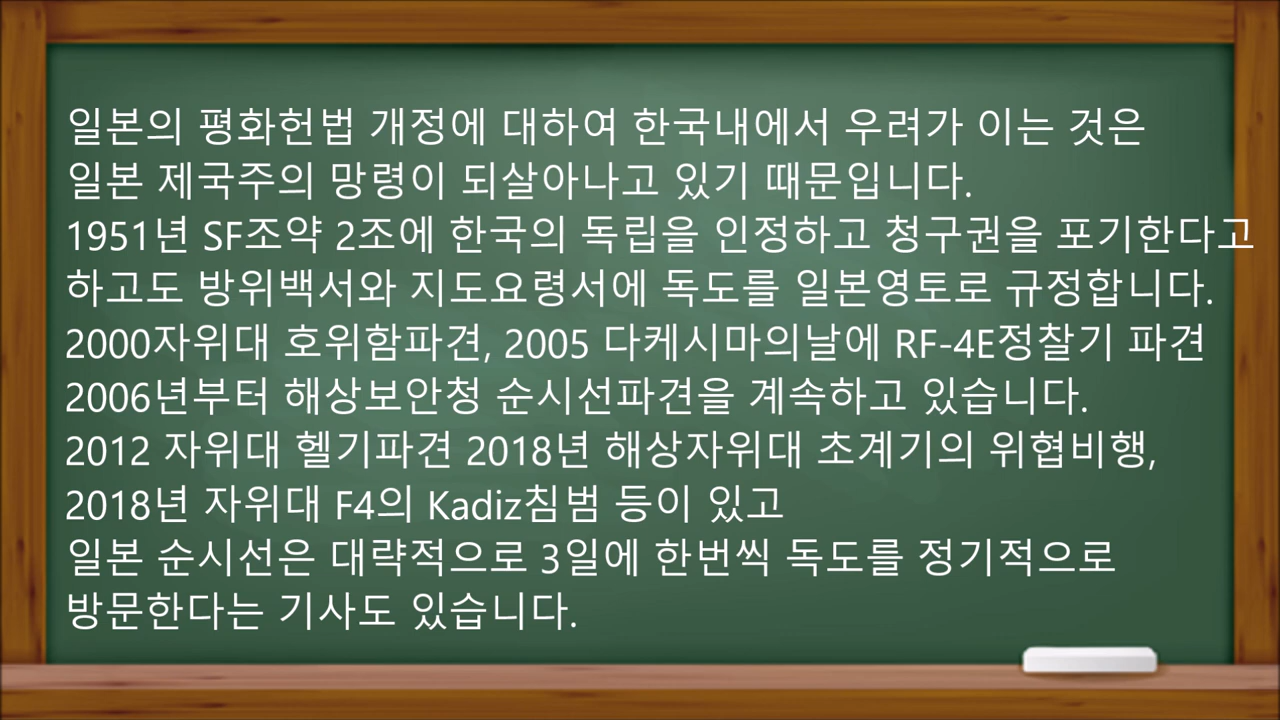 일본의 평화헌법 개정에 대하여 한국내에서 우려가 이는 것은
일본 제국주의 망령이 되살아나고 있기 때문입니다.
1951년 SF조약 2조에 한국의 독립을 인정하고 청구권을 포기한다고
하고도 방위백서와 지도요령서에 독도를 일본영토로 규정합니다.
2000자위대 호위함파견, 2005 다케시마의날에 RF-4E정찰기 파견
2006년부터 해상보안청 순시선파견을 계속하고 있습니다.
2012 자위대 헬기파견 2018년 해상자위대 초계기의 위협비행,
2018년 자위대 F4의 Kadiz침범 등이 있고
일본 순시선은 대략적으로 3일에 한번씩 독도를 정기적으로
방문한다는 기사도 있습니다.